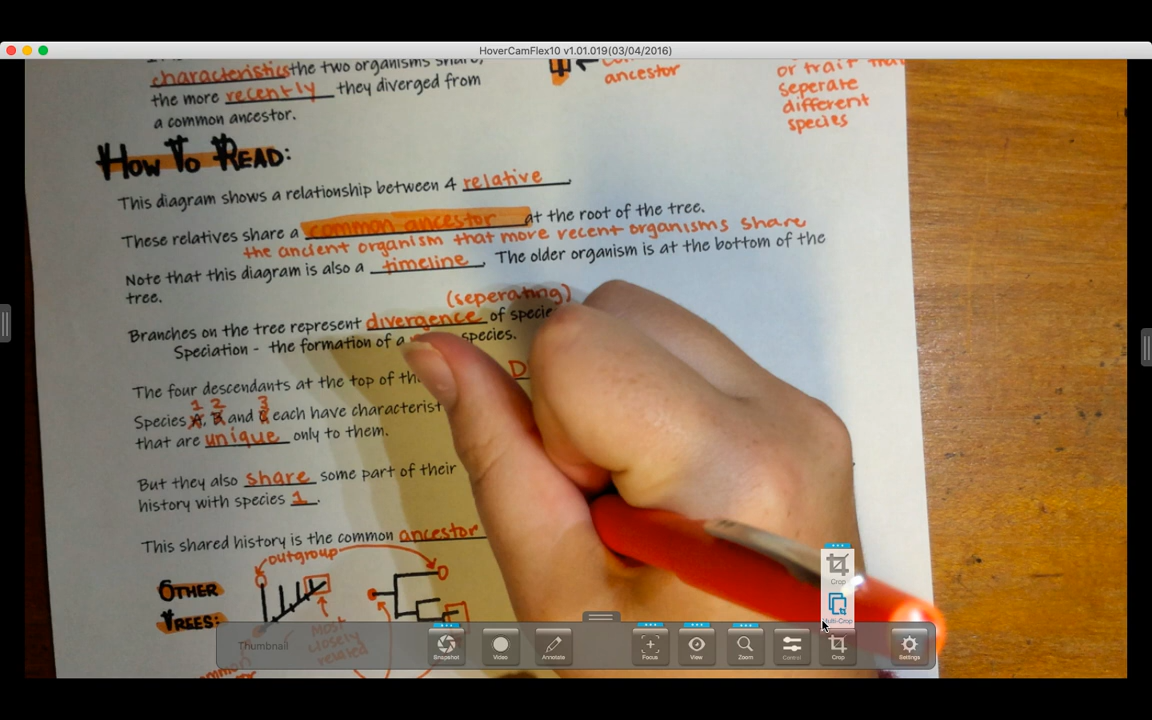 HoverCamFlex10 v1.01.019(03/04/2016)
characteristics the two organisms share,
the more recently they diverged from
a common ancestor.
ancestor
or trait that
seperate
different
species
HOW TO READ:
This diagram shows a relationship between 4 relative.
These relatives share a common ancestor at the root of the tree.
the ancient organism that more recent organisms share
Note that this diagram is also a timeline. The older organism is at the bottom of the
tree.
(seperating)
Branches on the tree represent divergence of specie
Speciation - the formation of a species.
The four descendants at the top of th
1 2 3
Species A, B and C each have characterist
that are unique only to them.
But they also share some part of their
history with species 1.
This shared history is the common ancestor
OTHER
TREES:
outgroup
Most
closely
related
Crop
Multi-Crop
Thumbnail
Snapshot
Video
Annotate
Focus
View
Zoom
Control
Crop
Settings